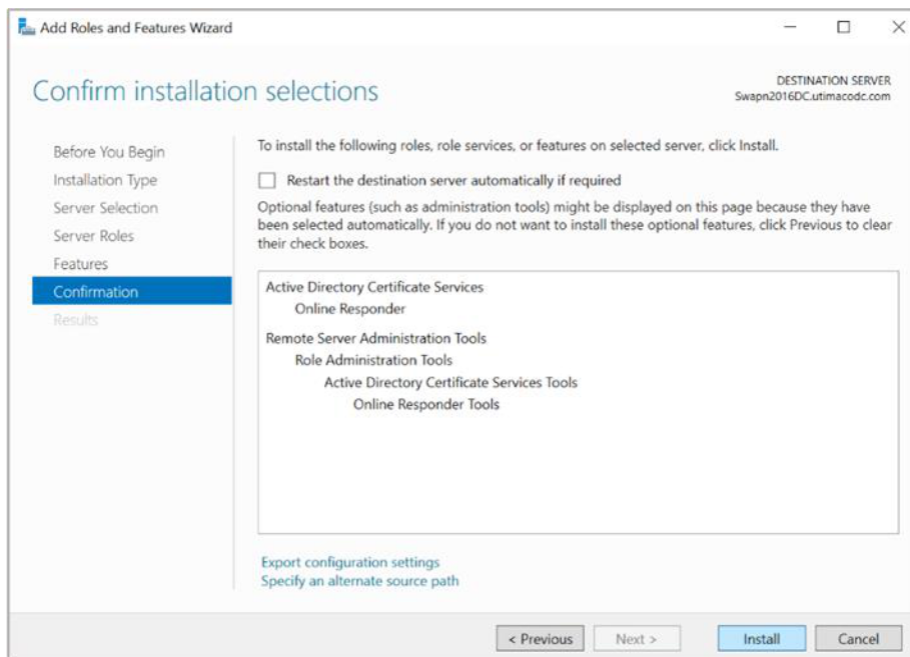 Add Roles and Features Wizard
Confirm installation selections
DESTINATION SERVER
Swapn2016DC.utimacodc.com
Before You Begin
Installation Type
Server Selection
Server Roles
Features
Confirmation
Results
To install the following roles, role services, or features on selected server, click Install.
Restart the destination server automatically if required
Optional features (such as administration tools) might be displayed on this page because they have
been selected automatically. If you do not want to install these optional features, click Previous to clear
their check boxes.
Active Directory Certificate Services
Online Responder
Remote Server Administration Tools
Role Administration Tools
Active Directory Certificate Services Tools
Online Responder Tools
Export configuration settings
Specify an alternate source path
< Previous
Next >
Install
Cancel